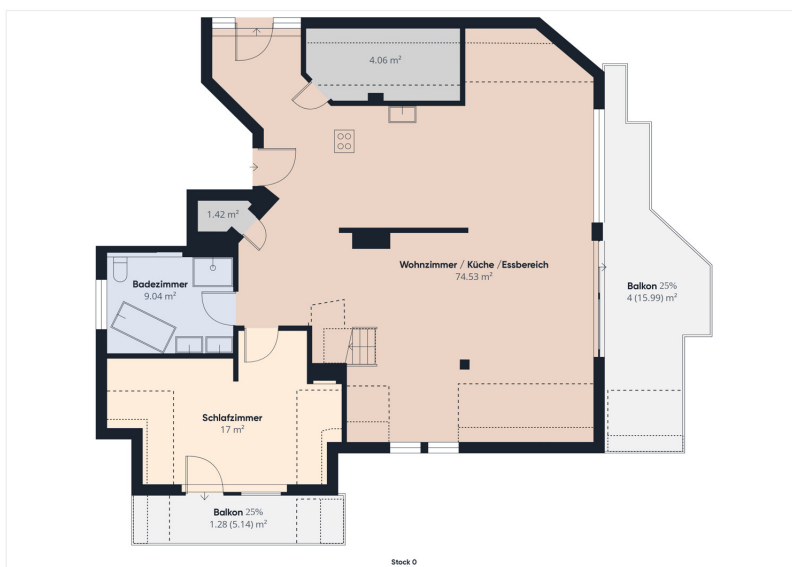 4.06 m²
1.42 m²
Wohnzimmer / Küche /Essbereich
74.53 m²
Badezimmer
9.04 m²
Balkon 25%
4 (15.99) m²
Schlafzimmer
17 m²
Balkon 25%
1.28 (5.14) m²
Stock 0